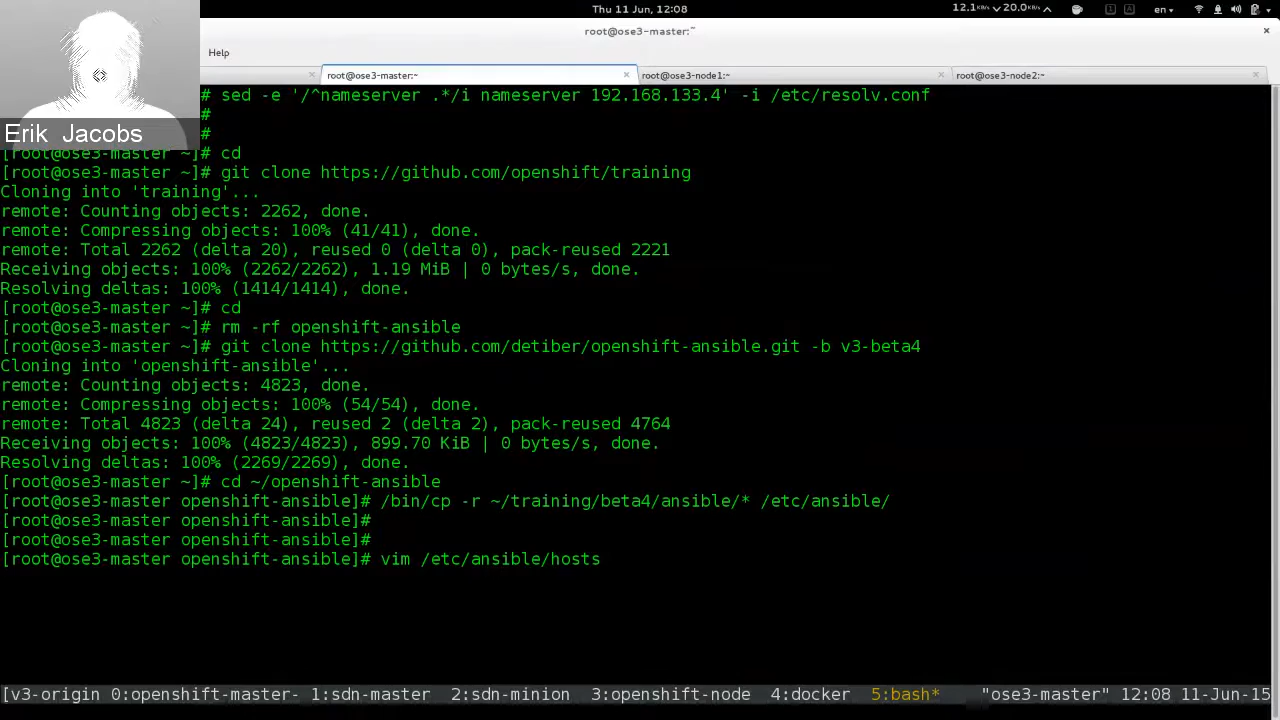 Thu 11 Jun, 12:08
12.1KB/s 20.0KB/s
en
root@ose3-master:~
Help
root@ose3-master:~
root@ose3-node1:~
root@ose3-node2:~
Erik Jacobs
# sed -e '/^nameserver .*/i nameserver 192.168.133.4' -i /etc/resolv.conf
#
#
[root@ose3-master ~]# cd
[root@ose3-master ~]# git clone https://github.com/openshift/training
Cloning into 'training'...
remote: Counting objects: 2262, done.
remote: Compressing objects: 100% (41/41), done.
remote: Total 2262 (delta 20), reused 0 (delta 0), pack-reused 2221
Receiving objects: 100% (2262/2262), 1.19 MiB | 0 bytes/s, done.
Resolving deltas: 100% (1414/1414), done.
[root@ose3-master ~]# cd
[root@ose3-master ~]# rm -rf openshift-ansible
[root@ose3-master ~]# git clone https://github.com/detiber/openshift-ansible.git -b v3-beta4
Cloning into 'openshift-ansible'...
remote: Counting objects: 4823, done.
remote: Compressing objects: 100% (54/54), done.
remote: Total 4823 (delta 24), reused 2 (delta 2), pack-reused 4764
Receiving objects: 100% (4823/4823), 899.70 KiB | 0 bytes/s, done.
Resolving deltas: 100% (2269/2269), done.
[root@ose3-master ~]# cd ~/openshift-ansible
[root@ose3-master openshift-ansible]# /bin/cp -r ~/training/beta4/ansible/* /etc/ansible/
[root@ose3-master openshift-ansible]#
[root@ose3-master openshift-ansible]#
[root@ose3-master openshift-ansible]# vim /etc/ansible/hosts
[v3-origin 0:openshift-master- 1:sdn-master 2:sdn-minion 3:openshift-node 4:docker 5:bash* "ose3-master" 12:08 11-Jun-15